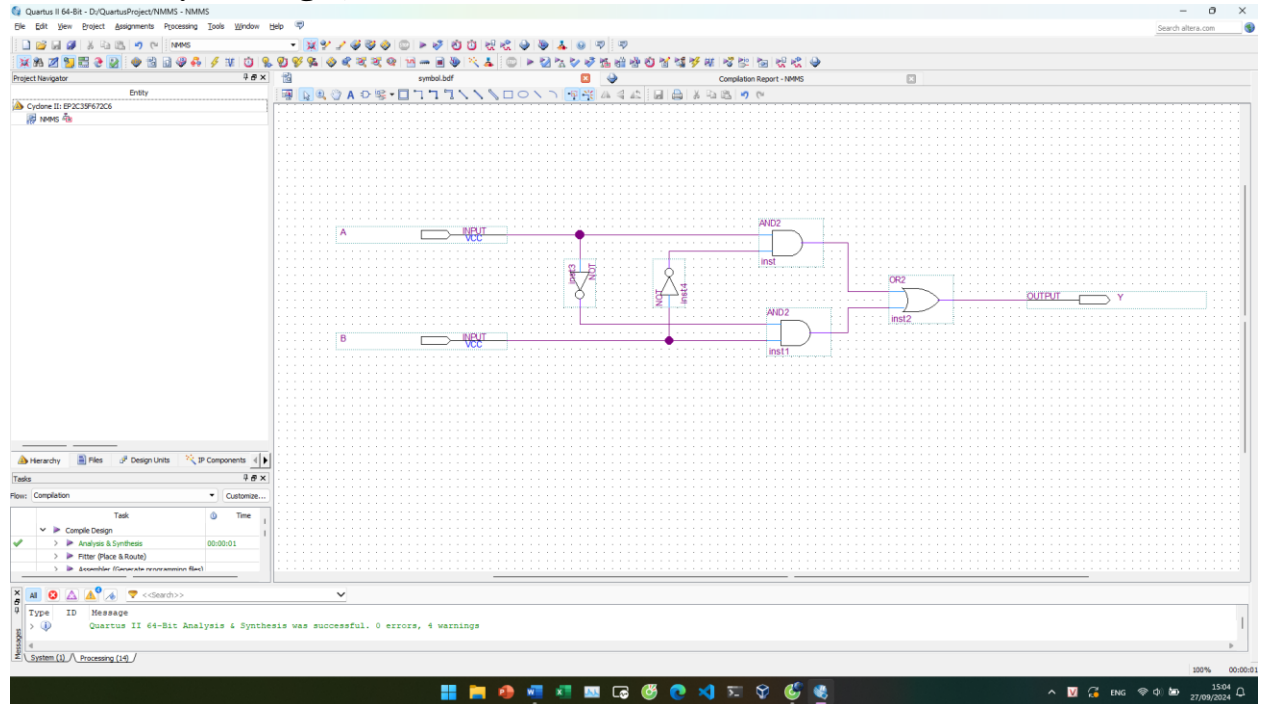 Quartus II 64-Bit - D:/QuartusProject/NMMS - NMMS
File Edit View Project Assignments Processing Tools Window Help
Search altera.com
NMMS
Project Navigator
symbol.bdf
Compilation Report - NMMS
Entity
Cyclone II: EP2C35F672C6
NMMS
A INPUT
VCC
AND2
inst
inst3
NOT
NOT
inst4
OR2
inst2
OUTPUT Y
AND2
inst1
B INPUT
VCC
Hierarchy Files Design Units IP Components
Tasks
Flow: Compilation Customize...
Task Time
Compile Design
Analysis & Synthesis 00:00:01
Fitter (Place & Route)
Assembler (Generate programming files)
All <<Search>>
Type ID Message
Quartus II 64-Bit Analysis & Synthesis was successful. 0 errors, 4 warnings
Messages
System (1) Processing (14)
100% 00:00:01
ENG
15:04
27/09/2024